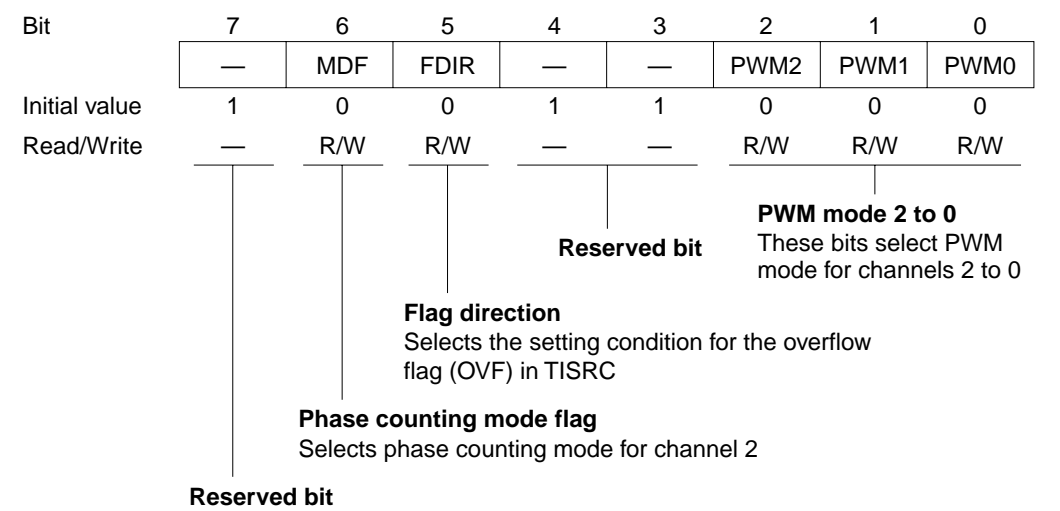 Bit 7 6 5 4 3 2 1 0
— MDF FDIR — — PWM2 PWM1 PWM0
Initial value 1 0 0 1 1 0 0 0
Read/Write — R/W R/W — — R/W R/W R/W
PWM mode 2 to 0
These bits select PWM
mode for channels 2 to 0
Reserved bit
Flag direction
Selects the setting condition for the overflow
flag (OVF) in TISRC
Phase counting mode flag
Selects phase counting mode for channel 2
Reserved bit